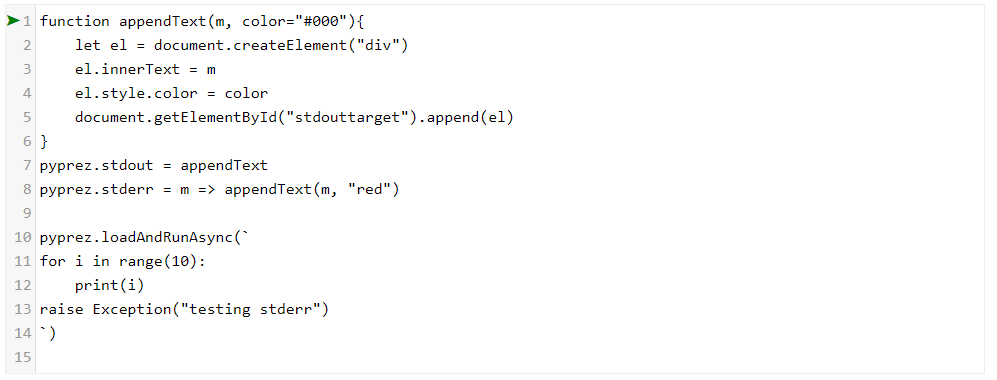 1 function appendText(m, color="#000"){
2     let el = document.createElement("div")
3     el.innerText = m
4     el.style.color = color
5     document.getElementById("stdouttarget").append(el)
6 }
7 pyprez.stdout = appendText
8 pyprez.stderr = m => appendText(m, "red")
9
10 pyprez.loadAndRunAsync(`
11 for i in range(10):
12     print(i)
13 raise Exception("testing stderr")
14 `)
15